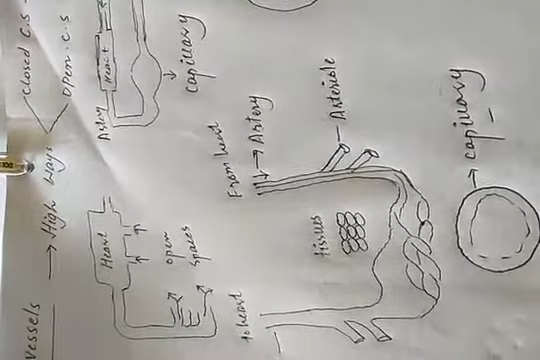 vessels → High ways
closed C.S
open C.S
Artery
Heart
capillary
Heart
open
spaces
From heart
→ Artery
Arteriole
tissues
to heart
→ capillary